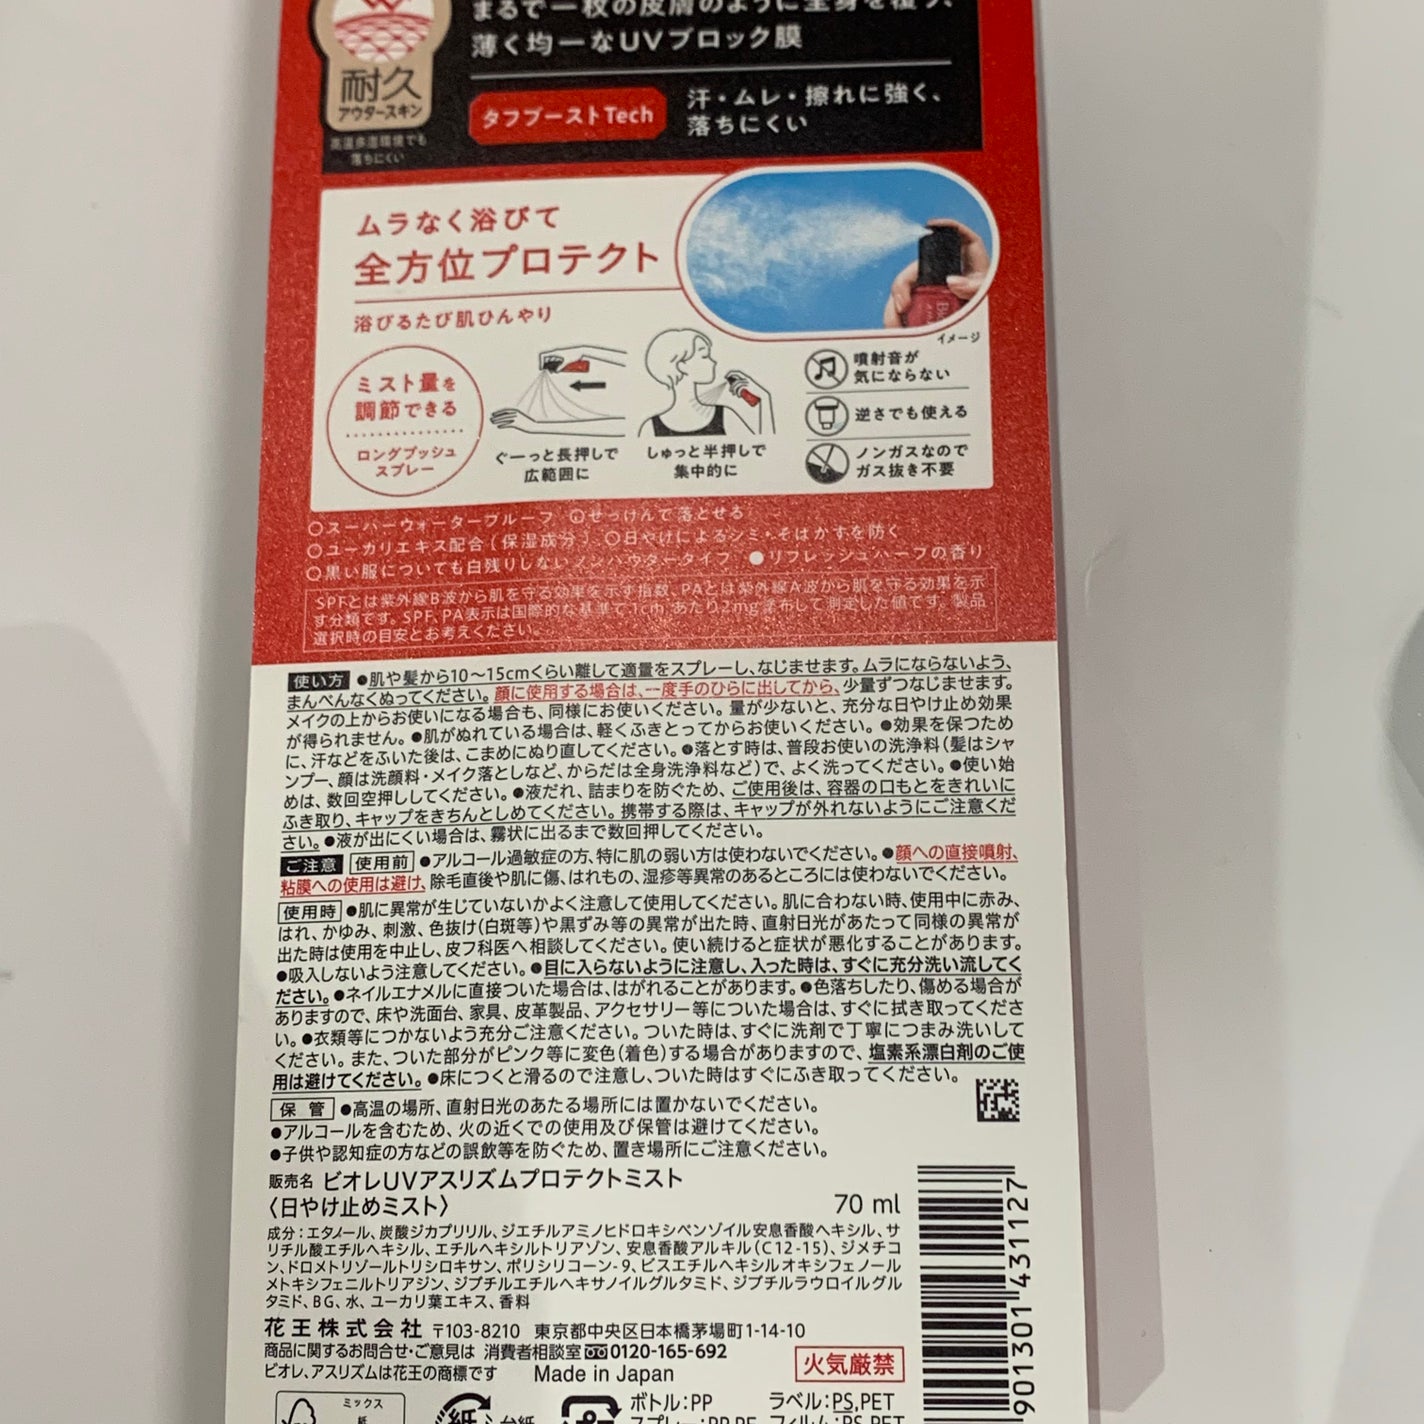 まるで一枚の皮膚のように全身を覆う、
薄く均一なUVブロック膜
耐久
アウタースキン
高温多湿環境でも
落ちにくい
タフブーストTech
汗・ムレ・擦れに強く、
落ちにくい
ムラなく浴びて
全方位プロテクト
浴びるたび肌ひんやり
イメージ
ミスト量を
調節できる
ロングプッシュ
スプレー
ぐーっと長押しで
広範囲に
しゅっと半押しで
集中的に
噴射音が
気にならない
逆さでも使える
ノンガスなので
ガス抜き不要
○スーパーウォータープルーフ ○せっけんで落とせる
○ユーカリエキス配合(保湿成分) ○日やけによるシミ・そばかすを防ぐ
○黒い服についても白残りしないノンパウダータイプ ●リフレッシュハーブの香り
SPFとは紫外線B波から肌を守る効果を示す指数、PAとは紫外線A波から肌を守る効果を示
す分類です。SPF、PA表示は国際的な基準で1c㎡あたり2mg塗布して測定した値です。製品
選択時の目安とお考えください。
使い方 ●肌や髪から10〜15cmくらい離して適量をスプレーし、なじませます。ムラにならないよう、
まんべんなくぬってください。顔に使用する場合は、一度手のひらに出してから、少量ずつなじませます。
メイクの上からお使いになる場合も、同様にお使いください。量が少ないと、充分な日やけ止め効果
が得られません。●肌がぬれている場合は、軽くふきとってからお使いください。●効果を保つため
に、汗などをふいた後は、こまめにぬり直してください。●落とす時は、普段お使いの洗浄料(髪はシャ
ンプー、顔は洗顔料・メイク落としなど、からだは全身洗浄料など)で、よく洗ってください。●使い始
めは、数回空押ししてください。●液だれ、詰まりを防ぐため、ご使用後は、容器の口もとをきれいに
ふき取り、キャップをきちんとしめてください。携帯する際は、キャップが外れないようにご注意くだ
さい。●液が出にくい場合は、霧状に出るまで数回押してください。
ご注意 使用前 ●アルコール過敏症の方、特に肌の弱い方は使わないでください。●顔への直接噴射、
粘膜への使用は避け、除毛直後や肌に傷、はれもの、湿疹等異常のあるところには使わないでください。
使用時 ●肌に異常が生じていないかよく注意して使用してください。肌に合わない時、使用中に赤み、
はれ、かゆみ、刺激、色抜け(白斑等)や黒ずみ等の異常が出た時、直射日光があたって同様の異常が
出た時は使用を中止し、皮フ科医へ相談してください。使い続けると症状が悪化することがあります。
●吸入しないよう注意してください。●目に入らないように注意し、入った時は、すぐに充分洗い流してく
ださい。●ネイルエナメルに直接ついた場合は、はがれることがあります。●色落ちしたり、傷める場合が
ありますので、床や洗面台、家具、皮革製品、アクセサリー等についた場合は、すぐに拭き取ってくださ
い。●衣類等につかないよう充分ご注意ください。ついた時は、すぐに洗剤で丁寧につまみ洗いして
ください。また、ついた部分がピンク等に変色(着色)する場合がありますので、塩素系漂白剤のご使
用は避けてください。●床につくと滑るので注意し、ついた時はすぐにふき取ってください。
保管 ●高温の場所、直射日光のあたる場所には置かないでください。
●アルコールを含むため、火の近くでの使用及び保管は避けてください。
●子供や認知症の方などの誤飲等を防ぐため、置き場所にご注意ください。
販売名 ビオレUVアスリズムプロテクトミスト
〈日やけ止めミスト〉 70 ml
成分:エタノール、炭酸ジカプリリル、ジエチルアミノヒドロキシベンゾイル安息香酸ヘキシル、サ
リチル酸エチルヘキシル、エチルヘキシルトリアゾン、安息香酸アルキル(C12-15)、ジメチコ
ン、ドロメトリゾールトリシロキサン、ポリシリコーン-9、ビスエチルヘキシルオキシフェノール
メトキシフェニルトリアジン、ジブチルエチルヘキサノイルグルタミド、ジブチルラウロイルグル
タミド、BG、水、ユーカリ葉エキス、香料
花王株式会社 〒103-8210 東京都中央区日本橋茅場町1-14-10
商品に関するお問合せ・ご意見は 消費者相談室 0120-165-692
ビオレ、アスリズムは花王の商標です Made in Japan
火気厳禁
4901301431127
ミックス
紙
紙 台紙
ボトル:PP ラベル:PS,PET
スプレー:PP,PE フィルム:PS,PET